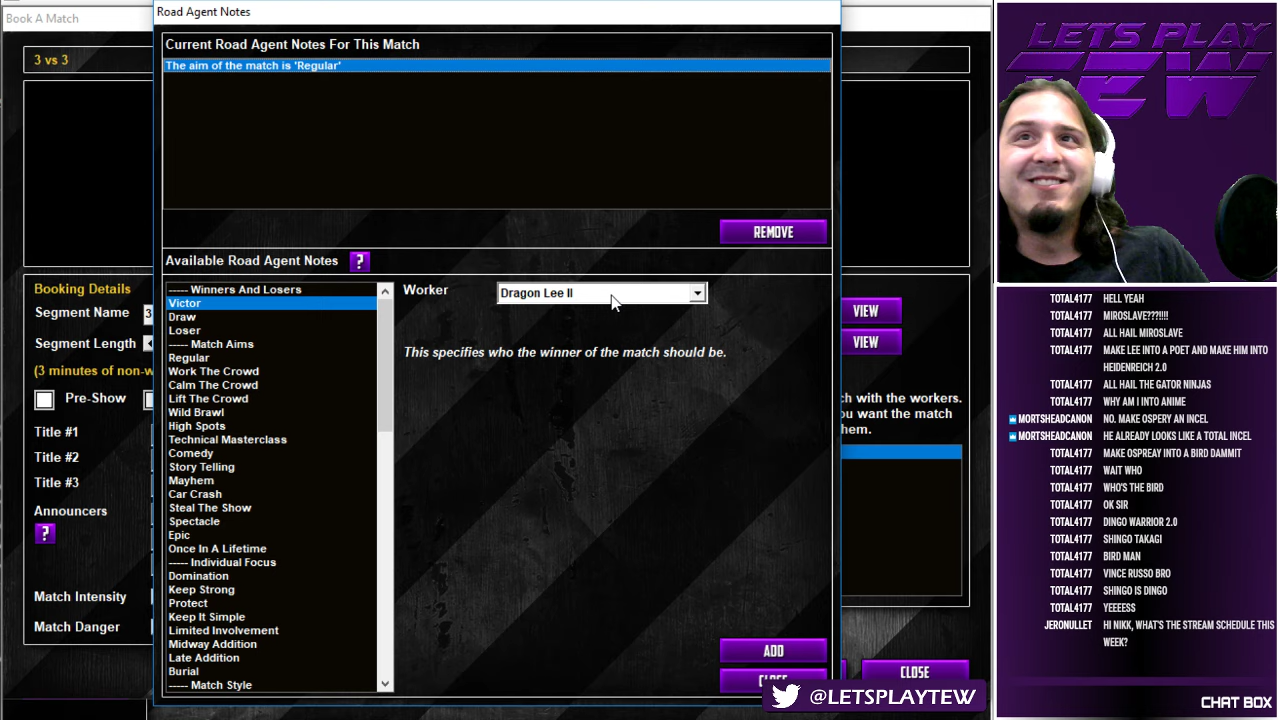 Book A Match
Road Agent Notes
Current Road Agent Notes For This Match
3 vs 3
The aim of the match is 'Regular'
REMOVE
Available Road Agent Notes ?
----- Winners And Losers
Victor
Draw
Loser
----- Match Aims
Regular
Work The Crowd
Calm The Crowd
Lift The Crowd
Wild Brawl
High Spots
Technical Masterclass
Comedy
Story Telling
Mayhem
Car Crash
Steal The Show
Spectacle
Epic
Once In A Lifetime
----- Individual Focus
Domination
Keep Strong
Protect
Keep It Simple
Limited Involvement
Midway Addition
Late Addition
Burial
----- Match Style
Worker Dragon Lee II
This specifies who the winner of the match should be.
ADD
Booking Details
Segment Name 3
Segment Length
(3 minutes of non-w
Pre-Show
Title #1
Title #2
Title #3
Announcers
?
Match Intensity
Match Danger
VIEW
VIEW
ch with the workers.
ou want the match
hem.
CLOSE
CLOSE
@LETSPLAYTEW
LETS PLAY
TEW
TOTAL4177 HELL YEAH
TOTAL4177 MIROSLAVE???!!!!
TOTAL4177 ALL HAIL MIROSLAVE
TOTAL4177 MAKE LEE INTO A POET AND MAKE HIM INTO
HEIDENREICH 2.0
TOTAL4177 ALL HAIL THE GATOR NINJAS
TOTAL4177 WHY AM I INTO ANIME
MORTSHEADCANON NO. MAKE OSPERY AN INCEL
MORTSHEADCANON HE ALREADY LOOKS LIKE A TOTAL INCEL
TOTAL4177 MAKE OSPREAY INTO A BIRD DAMMIT
TOTAL4177 WAIT WHO
TOTAL4177 WHO'S THE BIRD
TOTAL4177 OK SIR
TOTAL4177 DINGO WARRIOR 2.0
TOTAL4177 SHINGO TAKAGI
TOTAL4177 BIRD MAN
TOTAL4177 VINCE RUSSO BRO
TOTAL4177 SHINGO IS DINGO
TOTAL4177 YEEEESS
JERONULLET HI NIKK, WHAT'S THE STREAM SCHEDULE THIS
WEEK?
CHAT BOX